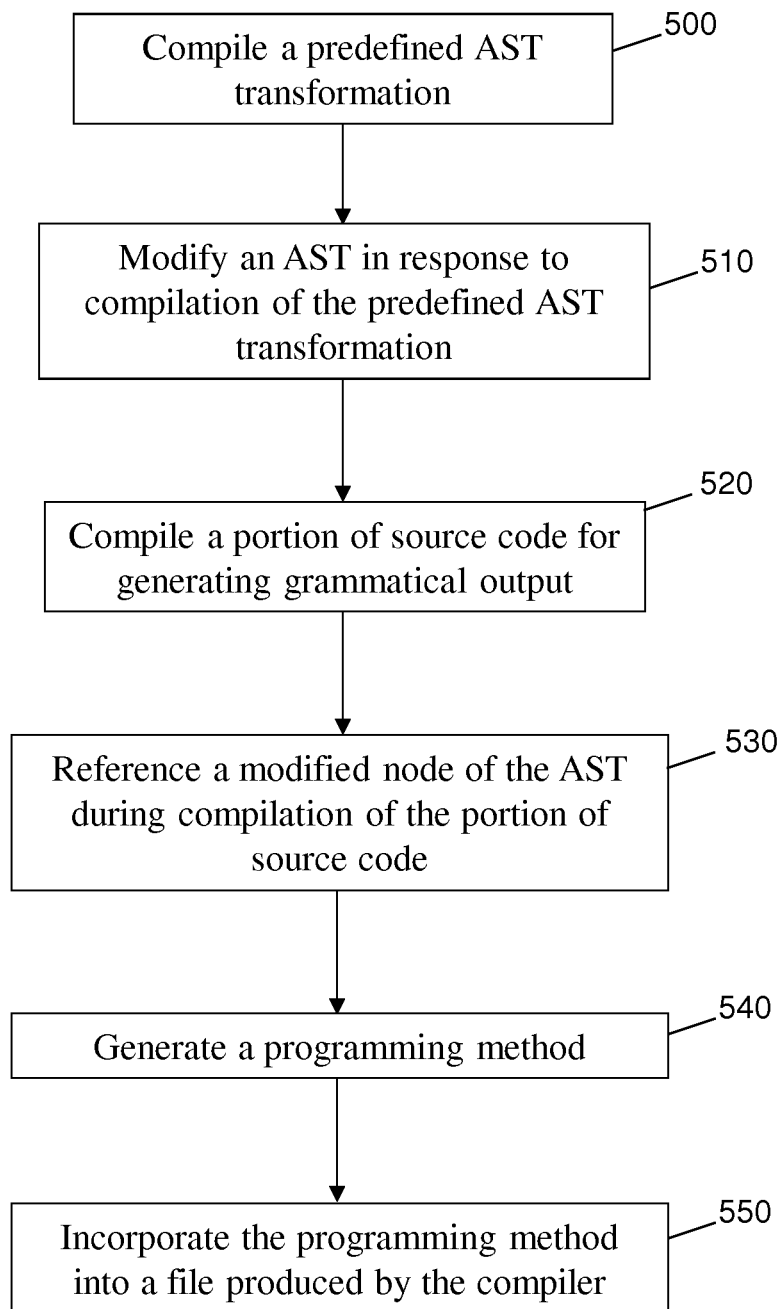 500
Compile a predefined AST
transformation
Modify an AST in response to
compilation of the predefined AST
transformation
510
520
Compile a portion of source code for
generating grammatical output
530
Reference a modified node of the AST
during compilation of the portion of
source code
540
Generate a programming method
550
Incorporate the programming method
into a file produced by the compiler